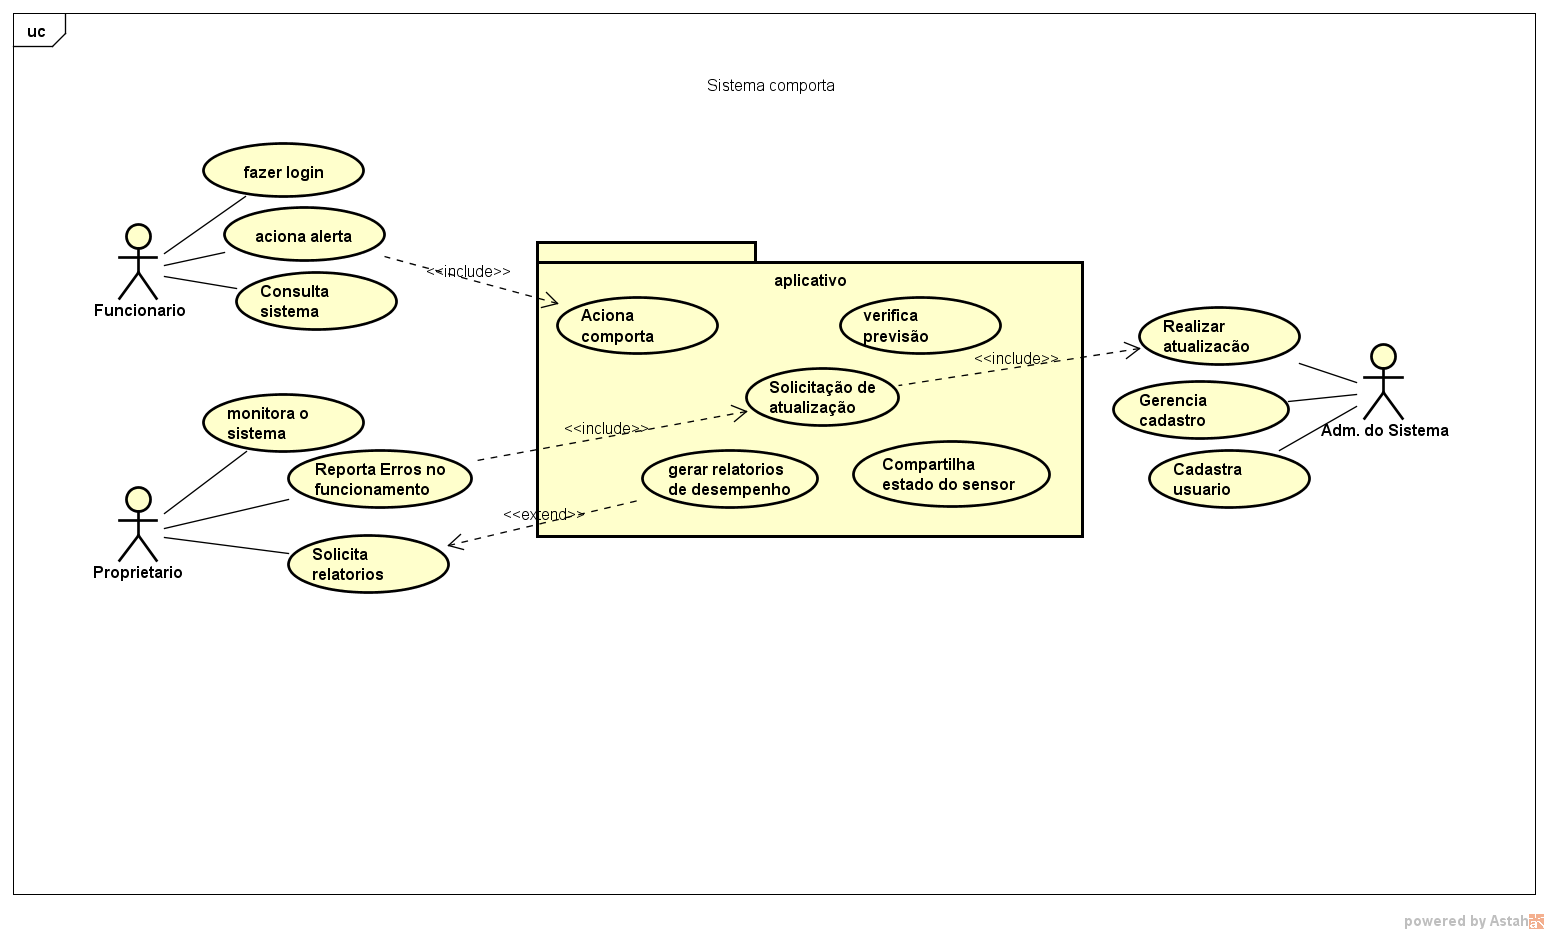 uc
Sistema comporta
fazer login
aciona alerta
Consulta
sistema
Funcionario
<<include>>
aplicativo
Aciona
comporta
verifica
previsão
<<include>>
Solicitação de
atualização
Realizar
atualizacão
Gerencia
cadastro
Adm. do Sistema
Cadastra
usuario
monitora o
sistema
<<include>>
Reporta Erros no
funcionamento
gerar relatorios
de desempenho
Compartilha
estado do sensor
<<extend>>
Solicita
relatorios
Proprietario
powered by Astah